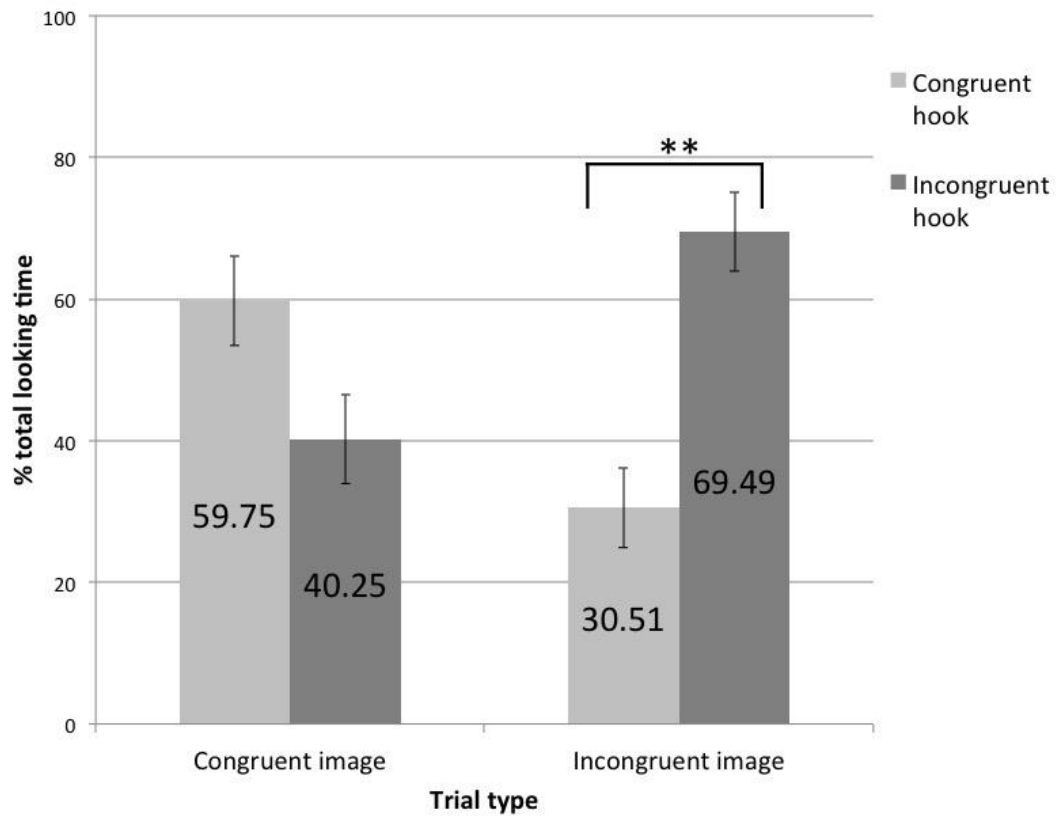 100
80
60
40
20
0
% total looking time
59.75
40.25
30.51
69.49
**
Congruent image
Incongruent image
Trial type
Congruent
hook
Incongruent
hook